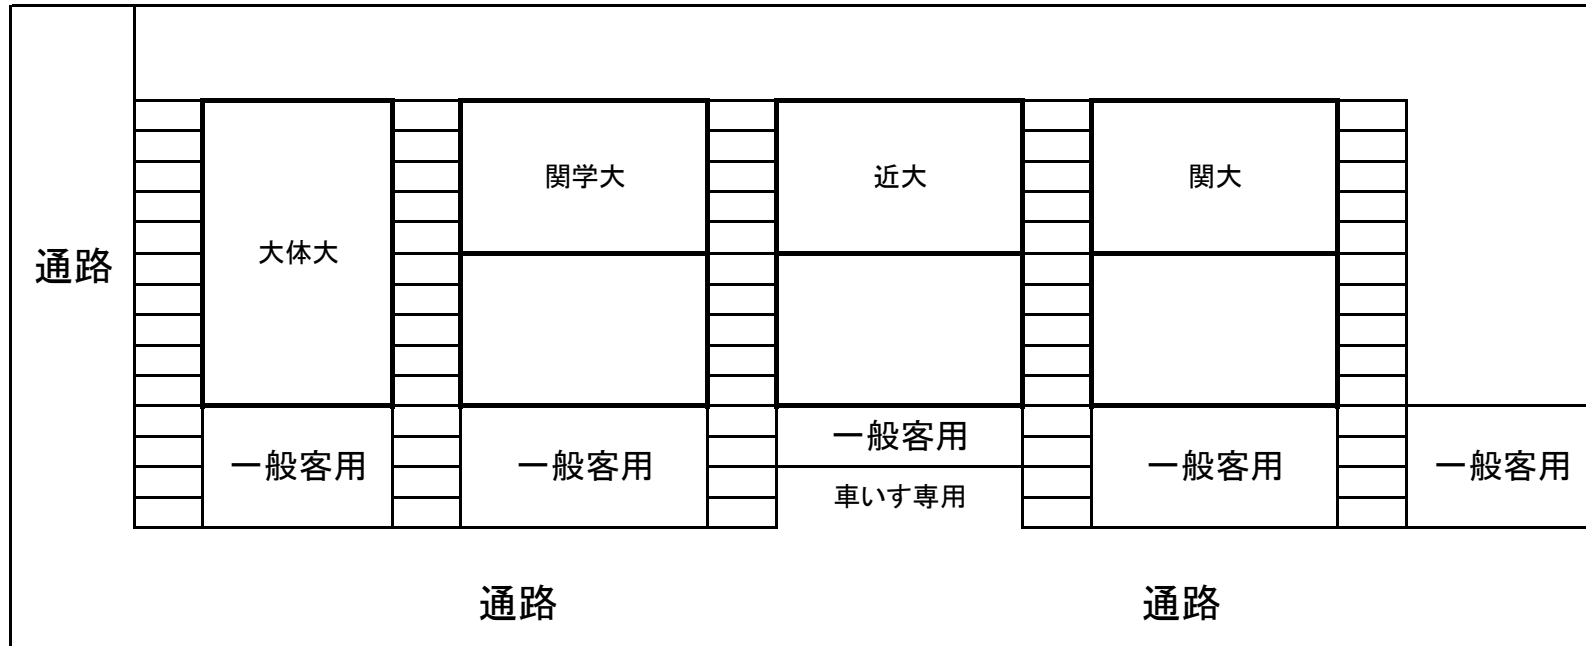 関学大
近大
関大
大体大
通路
一般客用
一般客用
一般客用
一般客用
一般客用
車いす専用
通路
通路